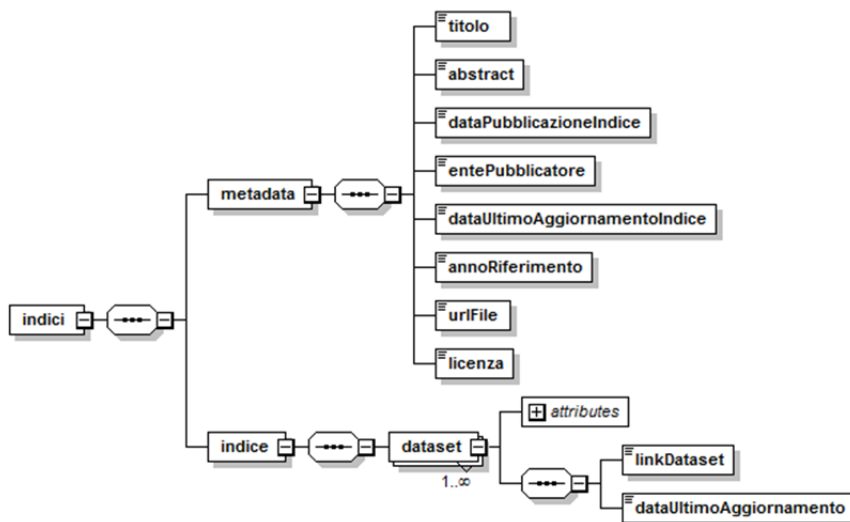 titolo
abstract
dataPubblicazioneIndice
entePubblicatore
metadata
dataUltimoAggiornamentoIndice
annoRiferimento
indici
urlFile
licenza
attributes
indice
dataset
1..∞
linkDataset
dataUltimoAggiornamento